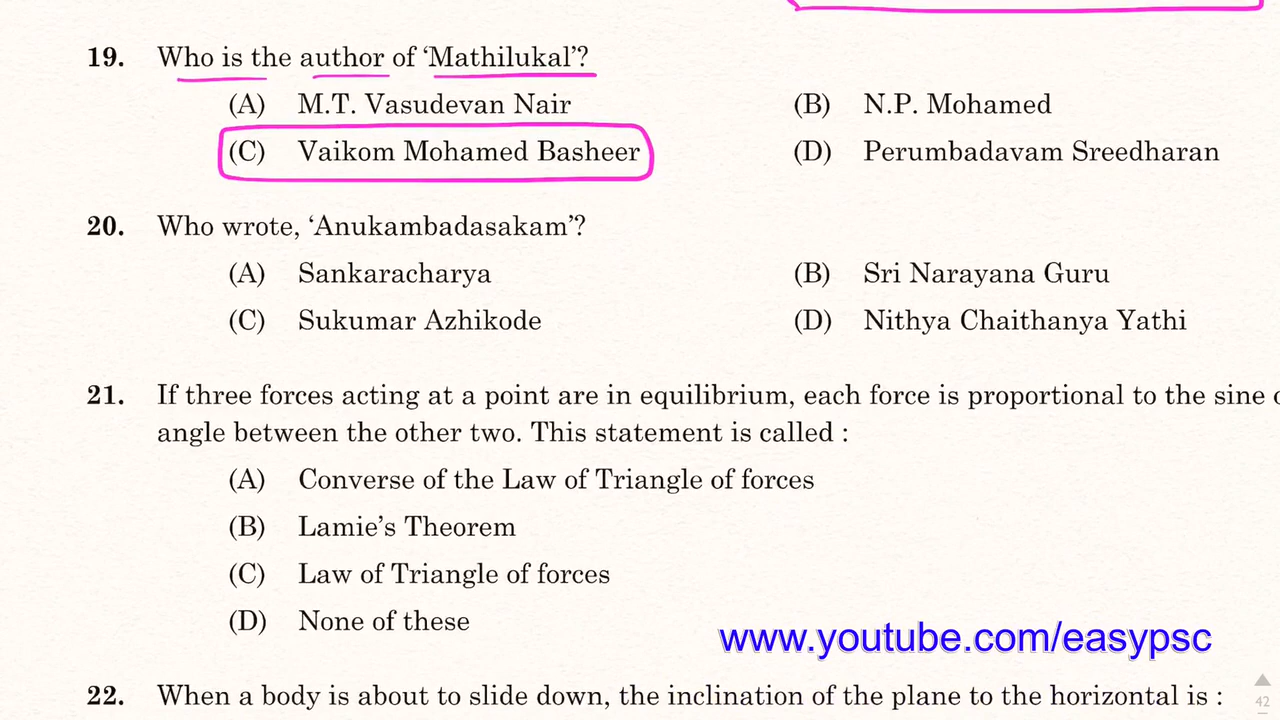 19. Who is the author of ‘Mathilukal’?
(A) M.T. Vasudevan Nair (B) N.P. Mohamed
(C) Vaikom Mohamed Basheer (D) Perumbadavam Sreedharan
20. Who wrote, ‘Anukambadasakam’?
(A) Sankaracharya (B) Sri Narayana Guru
(C) Sukumar Azhikode (D) Nithya Chaithanya Yathi
21. If three forces acting at a point are in equilibrium, each force is proportional to the sine
angle between the other two. This statement is called :
(A) Converse of the Law of Triangle of forces
(B) Lamie’s Theorem
(C) Law of Triangle of forces
(D) None of these
www.youtube.com/easypsc
22. When a body is about to slide down, the inclination of the plane to the horizontal is :
42